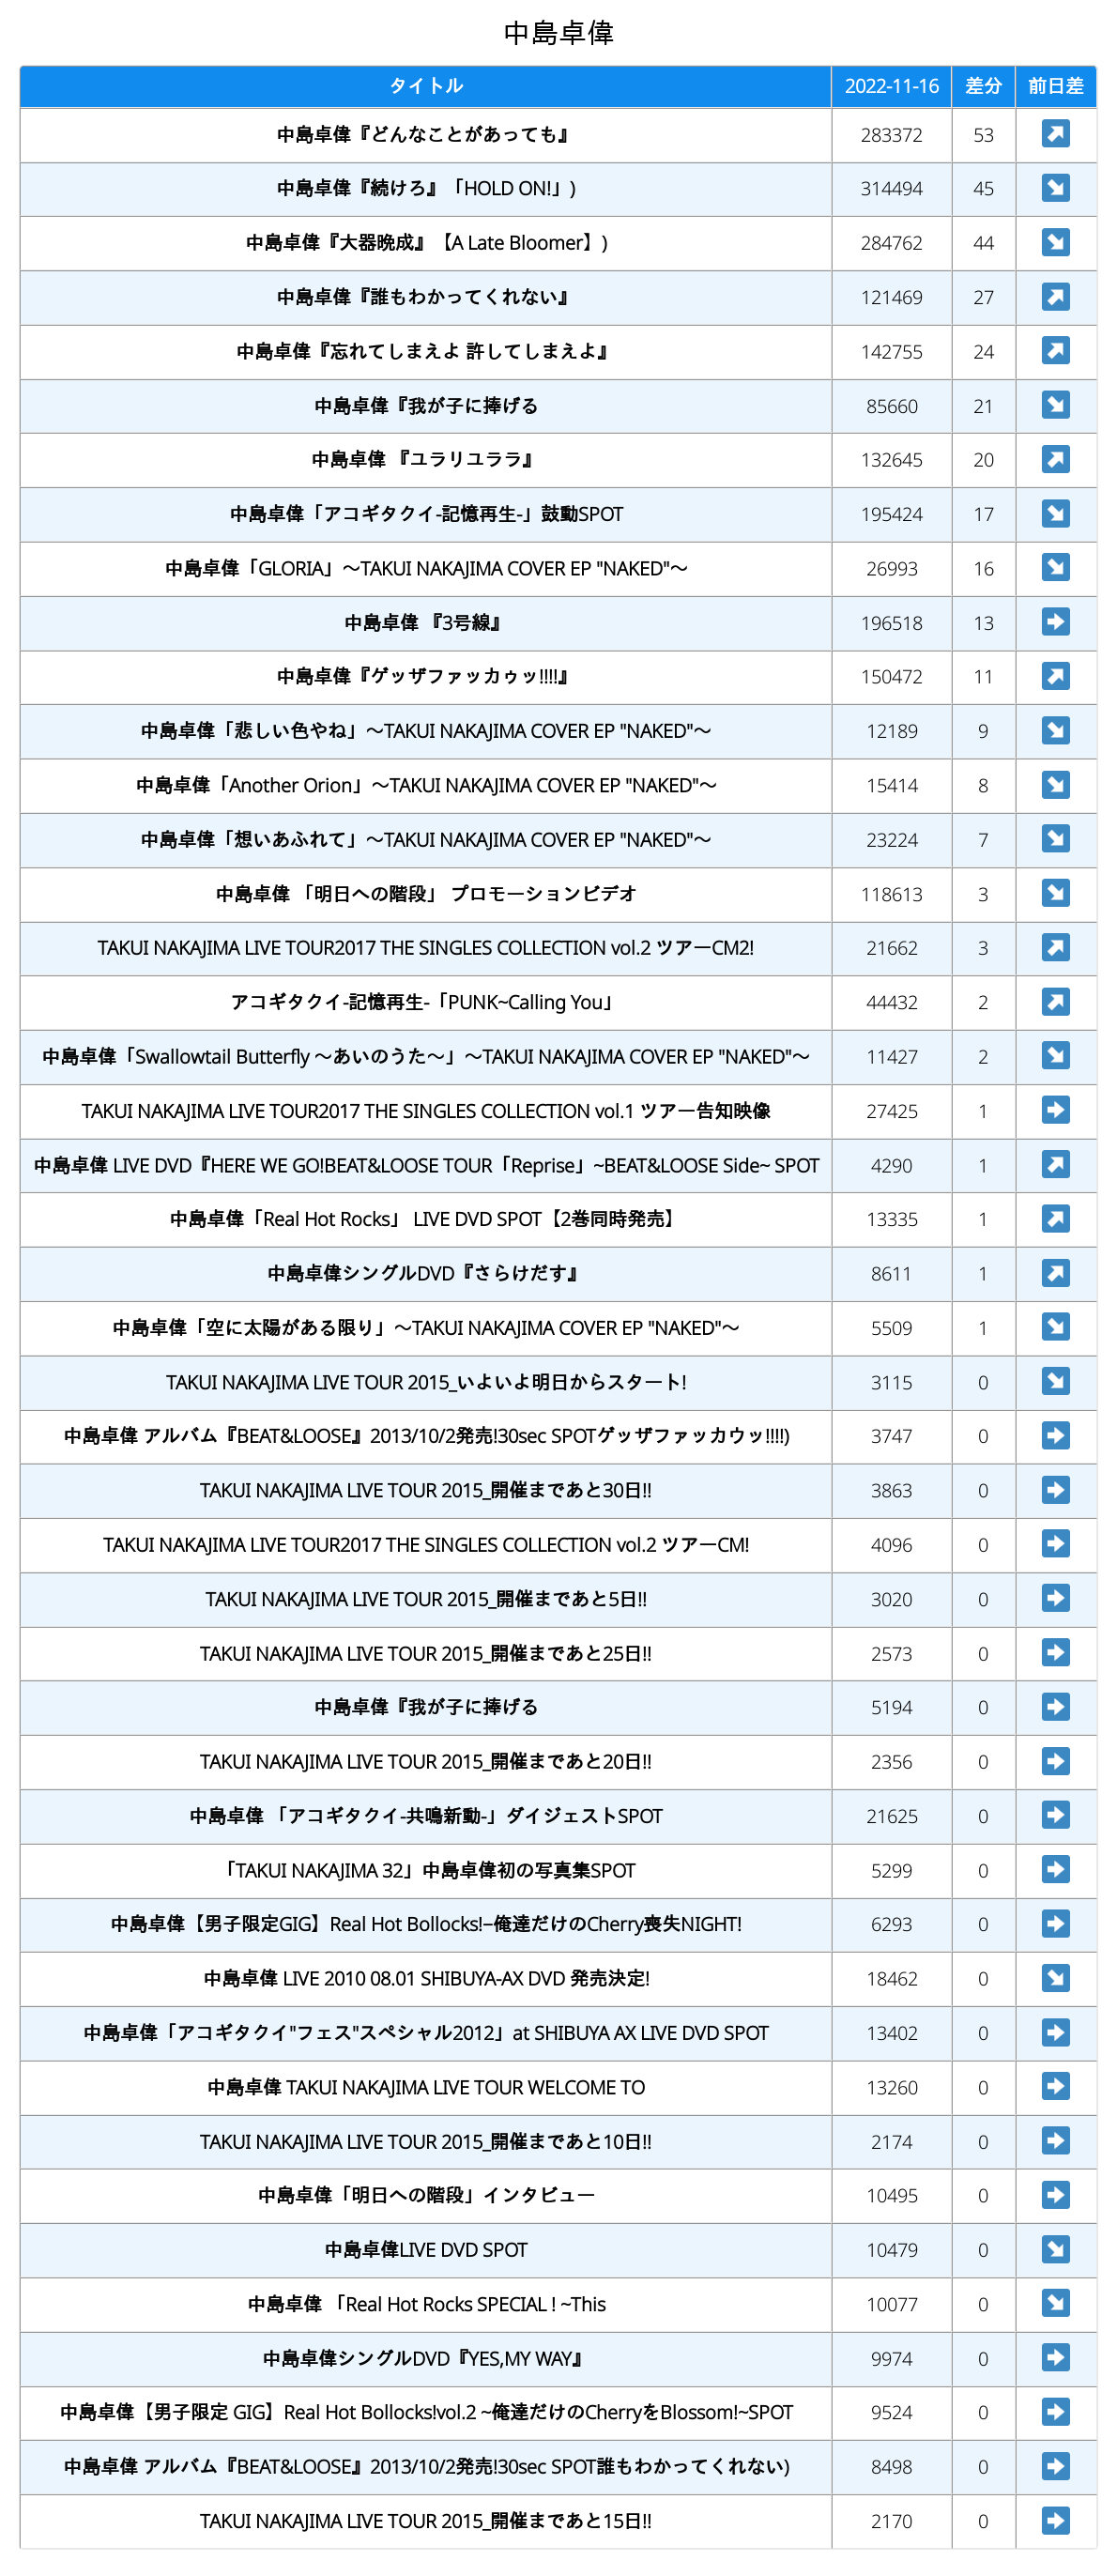 中島卓偉
タイトル 2022-11-16 差分 前日差
中島卓偉『どんなことがあっても』 283372 53 ↗
中島卓偉『続けろ』「HOLD ON!」) 314494 45 ↘
中島卓偉『大器晩成』【A Late Bloomer】) 284762 44 ↘
中島卓偉『誰もわかってくれない』 121469 27 ↗
中島卓偉『忘れてしまえよ 許してしまえよ』 142755 24 ↗
中島卓偉『我が子に捧げる 85660 21 ↘
中島卓偉 『ユラリユララ』 132645 20 ↗
中島卓偉「アコギタクイ-記憶再生-」鼓動SPOT 195424 17 ↘
中島卓偉「GLORIA」〜TAKUI NAKAJIMA COVER EP "NAKED"〜 26993 16 ↘
中島卓偉 『3号線』 196518 13 ➡
中島卓偉『ゲッザファッカゥッ!!!!』 150472 11 ↗
中島卓偉「悲しい色やね」〜TAKUI NAKAJIMA COVER EP "NAKED"〜 12189 9 ↘
中島卓偉「Another Orion」〜TAKUI NAKAJIMA COVER EP "NAKED"〜 15414 8 ↘
中島卓偉「想いあふれて」〜TAKUI NAKAJIMA COVER EP "NAKED"〜 23224 7 ↘
中島卓偉 「明日への階段」 プロモーションビデオ 118613 3 ↘
TAKUI NAKAJIMA LIVE TOUR2017 THE SINGLES COLLECTION vol.2 ツアーCM2! 21662 3 ↗
アコギタクイ-記憶再生-「PUNK~Calling You」 44432 2 ↗
中島卓偉「Swallowtail Butterfly 〜あいのうた〜」〜TAKUI NAKAJIMA COVER EP "NAKED"〜 11427 2 ↘
TAKUI NAKAJIMA LIVE TOUR2017 THE SINGLES COLLECTION vol.1 ツアー告知映像 27425 1 ➡
中島卓偉 LIVE DVD『HERE WE GO!BEAT&LOOSE TOUR「Reprise」~BEAT&LOOSE Side~ SPOT 4290 1 ↗
中島卓偉「Real Hot Rocks」 LIVE DVD SPOT【2巻同時発売】 13335 1 ↗
中島卓偉シングルDVD『さらけだす』 8611 1 ↗
中島卓偉「空に太陽がある限り」〜TAKUI NAKAJIMA COVER EP "NAKED"〜 5509 1 ↘
TAKUI NAKAJIMA LIVE TOUR 2015_いよいよ明日からスタート! 3115 0 ↘
中島卓偉 アルバム『BEAT&LOOSE』2013/10/2発売!30sec SPOTゲッザファッカウッ!!!!) 3747 0 ➡
TAKUI NAKAJIMA LIVE TOUR 2015_開催まであと30日!! 3863 0 ➡
TAKUI NAKAJIMA LIVE TOUR2017 THE SINGLES COLLECTION vol.2 ツアーCM! 4096 0 ➡
TAKUI NAKAJIMA LIVE TOUR 2015_開催まであと5日!! 3020 0 ➡
TAKUI NAKAJIMA LIVE TOUR 2015_開催まであと25日!! 2573 0 ➡
中島卓偉『我が子に捧げる 5194 0 ➡
TAKUI NAKAJIMA LIVE TOUR 2015_開催まであと20日!! 2356 0 ➡
中島卓偉 「アコギタクイ-共鳴新動-」ダイジェストSPOT 21625 0 ➡
「TAKUI NAKAJIMA 32」中島卓偉初の写真集SPOT 5299 0 ➡
中島卓偉【男子限定GIG】Real Hot Bollocks!−俺達だけのCherry喪失NIGHT! 6293 0 ➡
中島卓偉 LIVE 2010 08.01 SHIBUYA-AX DVD 発売決定! 18462 0 ↘
中島卓偉「アコギタクイ"フェス"スペシャル2012」at SHIBUYA AX LIVE DVD SPOT 13402 0 ➡
中島卓偉 TAKUI NAKAJIMA LIVE TOUR WELCOME TO 13260 0 ➡
TAKUI NAKAJIMA LIVE TOUR 2015_開催まであと10日!! 2174 0 ➡
中島卓偉「明日への階段」インタビュー 10495 0 ➡
中島卓偉LIVE DVD SPOT 10479 0 ↘
中島卓偉 「Real Hot Rocks SPECIAL ! ~This 10077 0 ↘
中島卓偉シングルDVD『YES,MY WAY』 9974 0 ➡
中島卓偉【男子限定 GIG】Real Hot Bollocks!vol.2 ~俺達だけのCherryをBlossom!~SPOT 9524 0 ➡
中島卓偉 アルバム『BEAT&LOOSE』2013/10/2発売!30sec SPOT誰もわかってくれない) 8498 0 ➡
TAKUI NAKAJIMA LIVE TOUR 2015_開催まであと15日!! 2170 0 ➡